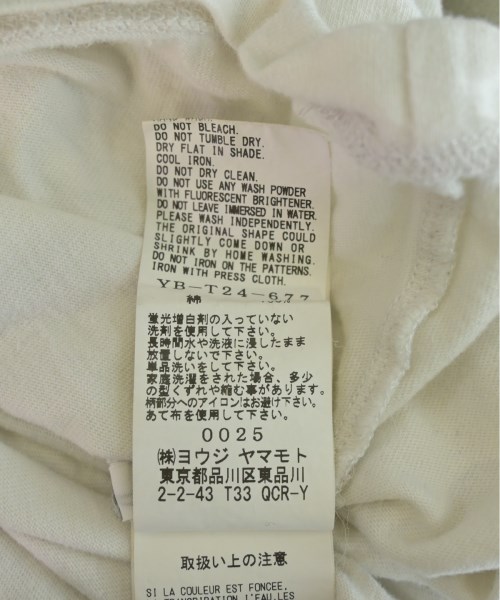 DO NOT BLEACH.
DO NOT TUMBLE DRY.
DRY FLAT IN SHADE.
COOL IRON.
DO NOT DRY CLEAN.
DO NOT USE ANY WASH POWDER
WITH FLUORESCENT BRIGHTENER.
DO NOT LEAVE IMMERSED IN WATER.
PLEASE WASH INDEPENDENTLY.
THE ORIGINAL SHAPE COULD
SLIGHTLY COME DOWN OR
SHRINK BY HOME WASHING.
DO NOT IRON ON THE PATTERNS.
IRON WITH PRESS CLOTH.
YB-T24-677
綿
蛍光増白剤の入っていない
洗剤を使用して下さい。
長時間水や洗液に浸したまま
放置しないで下さい。
単品洗いをして下さい。
家庭洗濯をされた場合、多少
の型くずれや縮む事があります。
柄部分へのアイロンはお避け下さい。
あて布を使用して下さい。
0025
㈱ヨウジ ヤマモト
東京都品川区東品川
2-2-43 T33 QCR-Y
取扱い上の注意
SI LA COULEUR EST FONCEE,
TRANSPIRATION L'EAU, LES